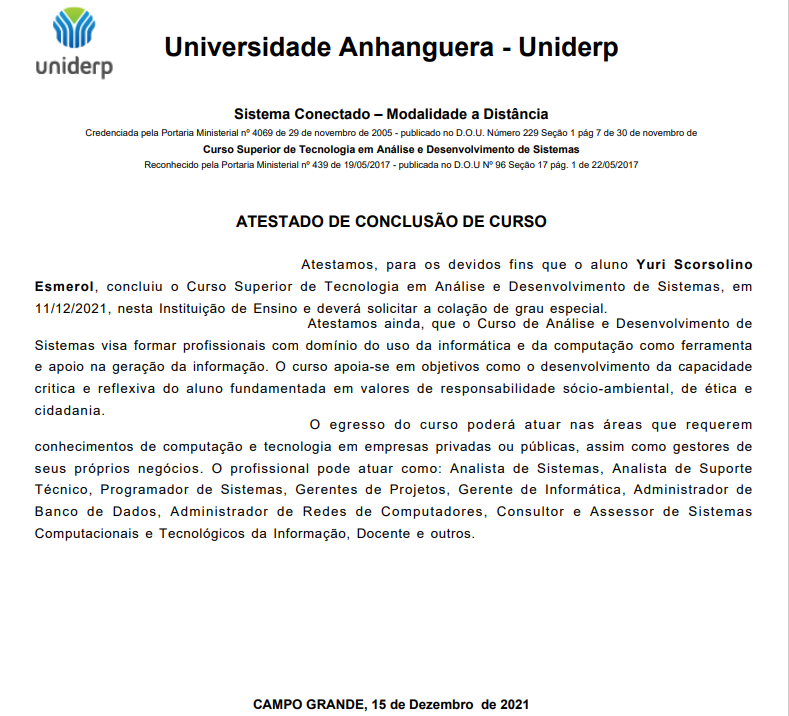 uniderp
Universidade Anhanguera - Uniderp
Sistema Conectado – Modalidade a Distância
Credenciada pela Portaria Ministerial nº 4069 de 29 de novembro de 2005 - publicado no D.O.U. Número 229 Seção 1 pág 7 de 30 de novembro de
Curso Superior de Tecnologia em Análise e Desenvolvimento de Sistemas
Reconhecido pela Portaria Ministerial nº 439 de 19/05/2017 - publicada no D.O.U Nº 96 Seção 17 pág. 1 de 22/05/2017
ATESTADO DE CONCLUSÃO DE CURSO
Atestamos, para os devidos fins que o aluno Yuri Scorsolino
Esmerol, concluiu o Curso Superior de Tecnologia em Análise e Desenvolvimento de Sistemas, em
11/12/2021, nesta Instituição de Ensino e deverá solicitar a colação de grau especial.
Atestamos ainda, que o Curso de Análise e Desenvolvimento de
Sistemas visa formar profissionais com domínio do uso da informática e da computação como ferramenta
e apoio na geração da informação. O curso apoia-se em objetivos como o desenvolvimento da capacidade
critica e reflexiva do aluno fundamentada em valores de responsabilidade sócio-ambiental, de ética e
cidadania.
O egresso do curso poderá atuar nas áreas que requerem
conhecimentos de computação e tecnologia em empresas privadas ou públicas, assim como gestores de
seus próprios negócios. O profissional pode atuar como: Analista de Sistemas, Analista de Suporte
Técnico, Programador de Sistemas, Gerentes de Projetos, Gerente de Informática, Administrador de
Banco de Dados, Administrador de Redes de Computadores, Consultor e Assessor de Sistemas
Computacionais e Tecnológicos da Informação, Docente e outros.
CAMPO GRANDE, 15 de Dezembro de 2021